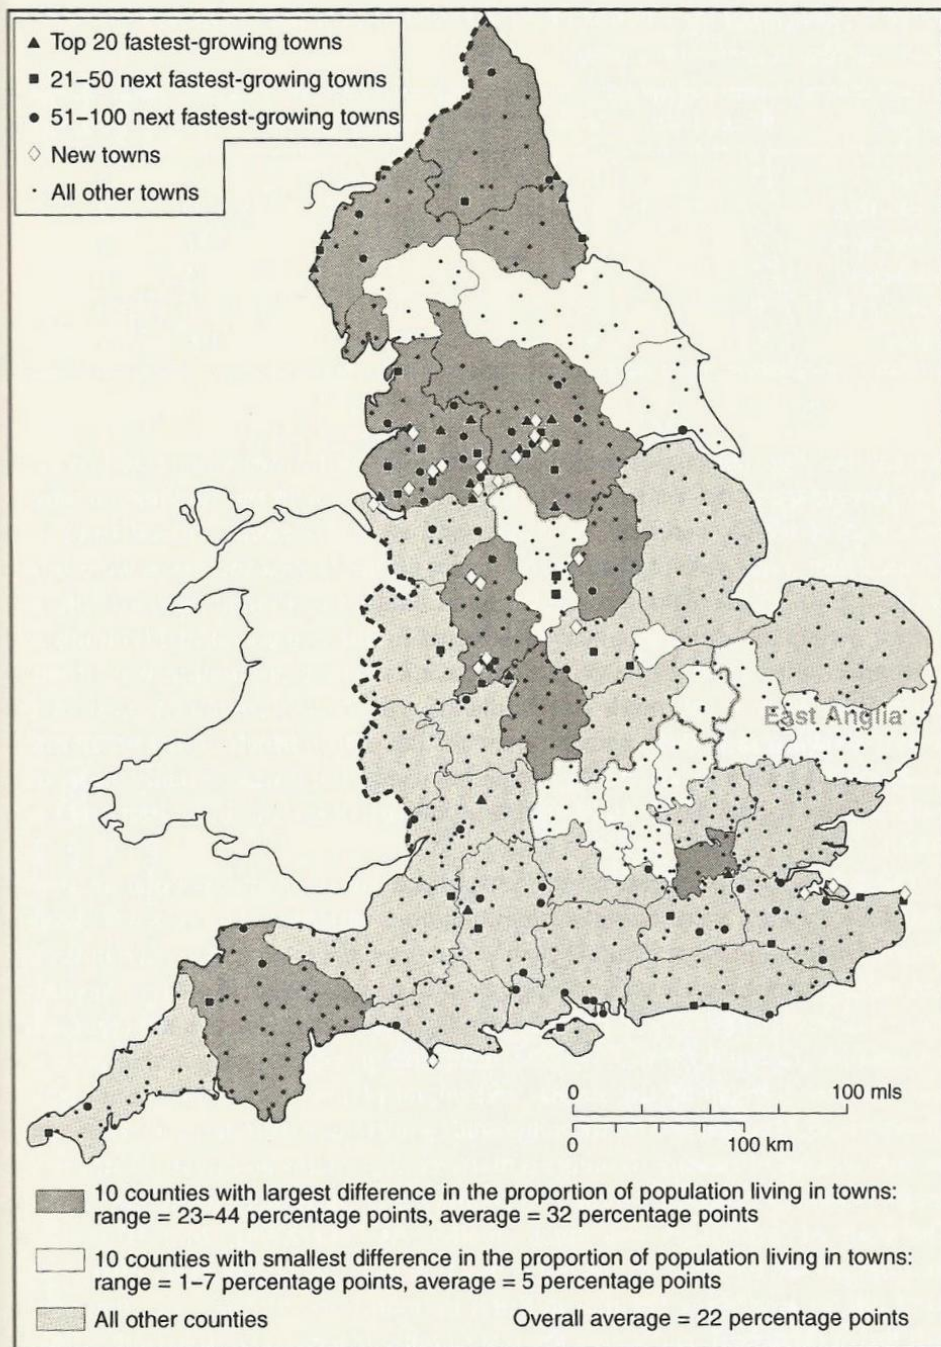 Top 20 fastest-growing towns
21–50 next fastest-growing towns
51–100 next fastest-growing towns
New towns
All other towns
East Anglia
0 100 mls
0 100 km
10 counties with largest difference in the proportion of population living in towns:
range = 23–44 percentage points, average = 32 percentage points
10 counties with smallest difference in the proportion of population living in towns:
range = 1–7 percentage points, average = 5 percentage points
All other counties Overall average = 22 percentage points